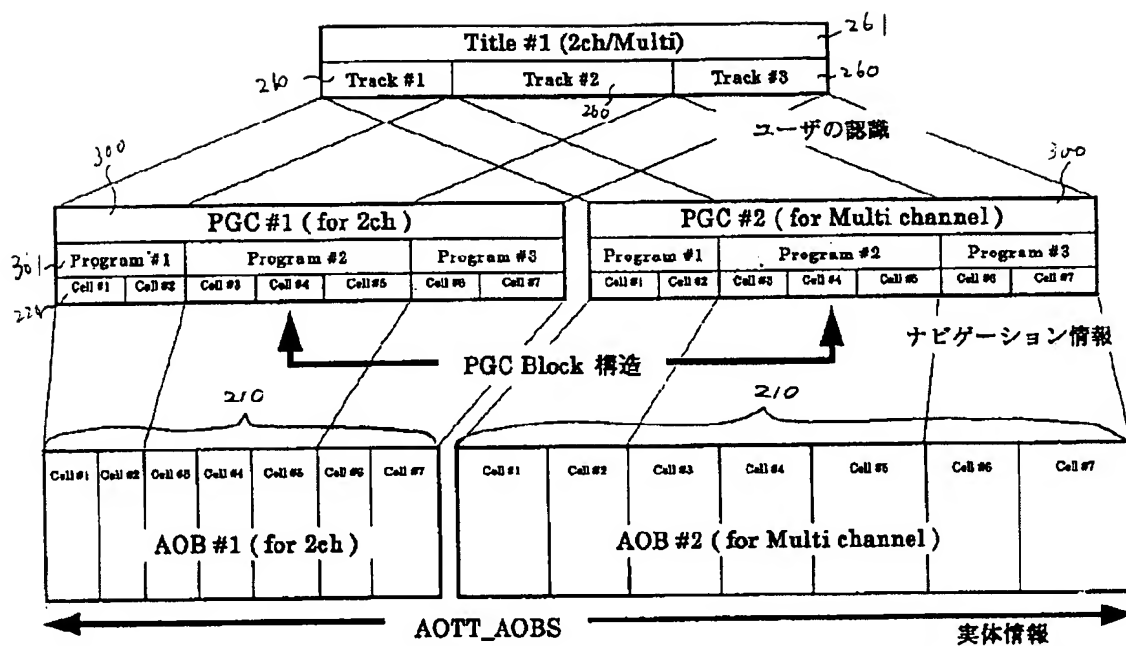 Title #1 (2ch/Multi)
261
260
Track #1 Track #2 Track #3
260
260
ユーザの認識
300
300
PGC #1 ( for 2ch )
PGC #2 ( for Multi channel )
301
Program #1 Program #2 Program #3
Program #1 Program #2 Program #3
Cell #1 Cell #2 Cell #3 Cell #4 Cell #5 Cell #6 Cell #7
Cell #1 Cell #2 Cell #3 Cell #4 Cell #5 Cell #6 Cell #7
ナビゲーション情報
PGC Block 構造
210
210
Cell #1 Cell #2 Cell #3 Cell #4 Cell #5 Cell #6 Cell #7
Cell #1 Cell #2 Cell #3 Cell #4 Cell #5 Cell #6 Cell #7
AOB #1 ( for 2ch )
AOB #2 ( for Multi channel )
AOTT_AOBS
実体情報